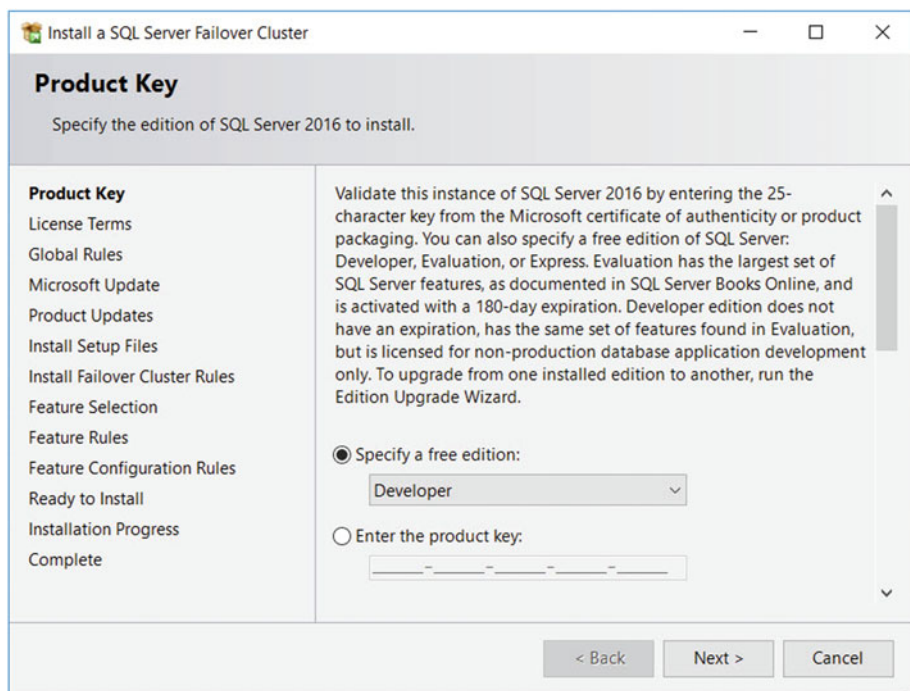 Install a SQL Server Failover Cluster
Product Key
Specify the edition of SQL Server 2016 to install.
Product Key
License Terms
Global Rules
Microsoft Update
Product Updates
Install Setup Files
Install Failover Cluster Rules
Feature Selection
Feature Rules
Feature Configuration Rules
Ready to Install
Installation Progress
Complete
Validate this instance of SQL Server 2016 by entering the 25-
character key from the Microsoft certificate of authenticity or product
packaging. You can also specify a free edition of SQL Server:
Developer, Evaluation, or Express. Evaluation has the largest set of
SQL Server features, as documented in SQL Server Books Online, and
is activated with a 180-day expiration. Developer edition does not
have an expiration, has the same set of features found in Evaluation,
but is licensed for non-production database application development
only. To upgrade from one installed edition to another, run the
Edition Upgrade Wizard.
Specify a free edition:
Developer
Enter the product key:
_____-_____-_____-_____-_____
< Back
Next >
Cancel